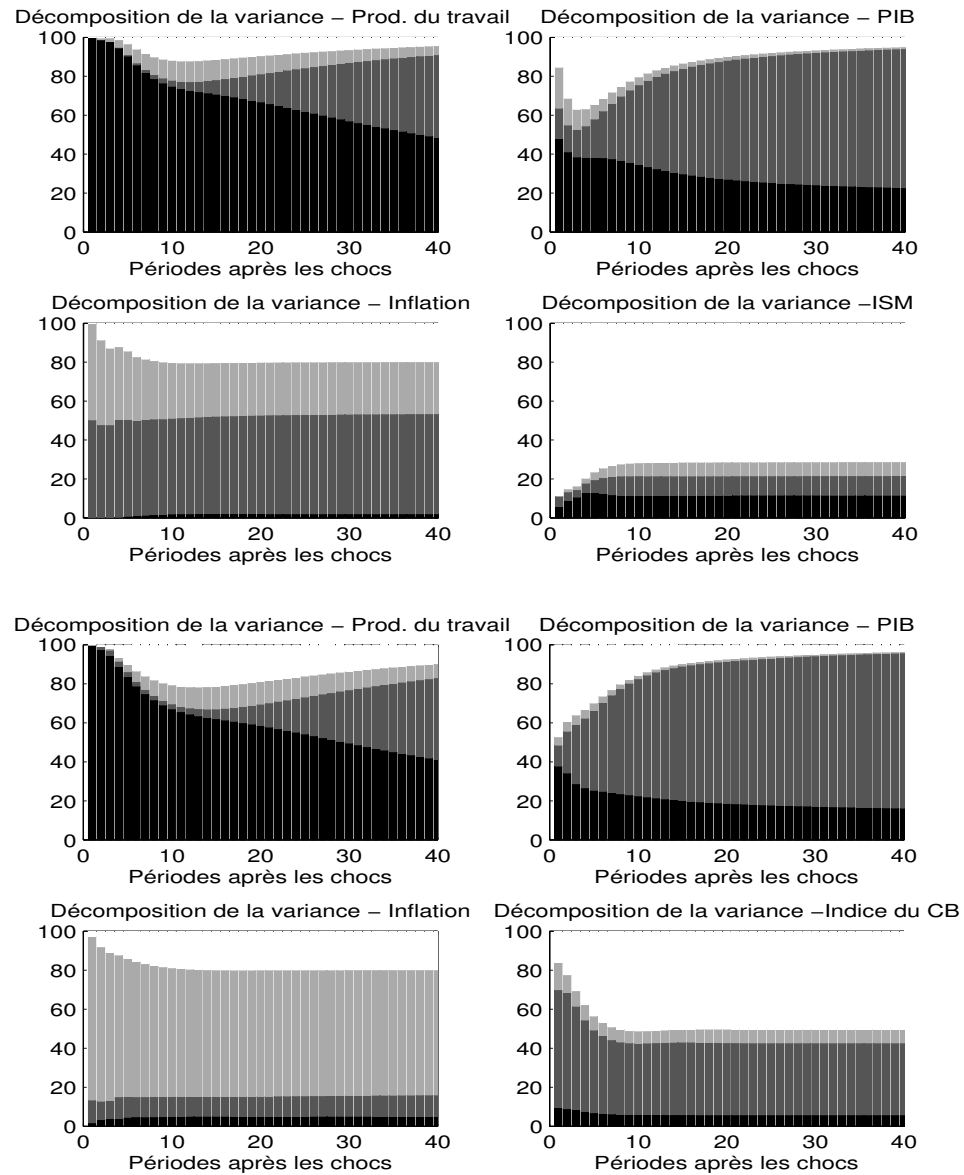 Décomposition de la variance − Prod. du travail
100
80
60
40
20
0
0 10 20 30 40
Périodes après les chocs
Décomposition de la variance − PIB
100
80
60
40
20
0
0 10 20 30 40
Périodes après les chocs
Décomposition de la variance − Inflation
100
80
60
40
20
0
0 10 20 30 40
Périodes après les chocs
Décomposition de la variance −ISM
100
80
60
40
20
0
0 10 20 30 40
Périodes après les chocs
Décomposition de la variance − Prod. du travail
100
80
60
40
20
0
0 10 20 30 40
Périodes après les chocs
Décomposition de la variance − PIB
100
80
60
40
20
0
0 10 20 30 40
Périodes après les chocs
Décomposition de la variance − Inflation
100
80
60
40
20
0
0 10 20 30 40
Périodes après les chocs
Décomposition de la variance −Indice du CB
100
80
60
40
20
0
0 10 20 30 40
Périodes après les chocs